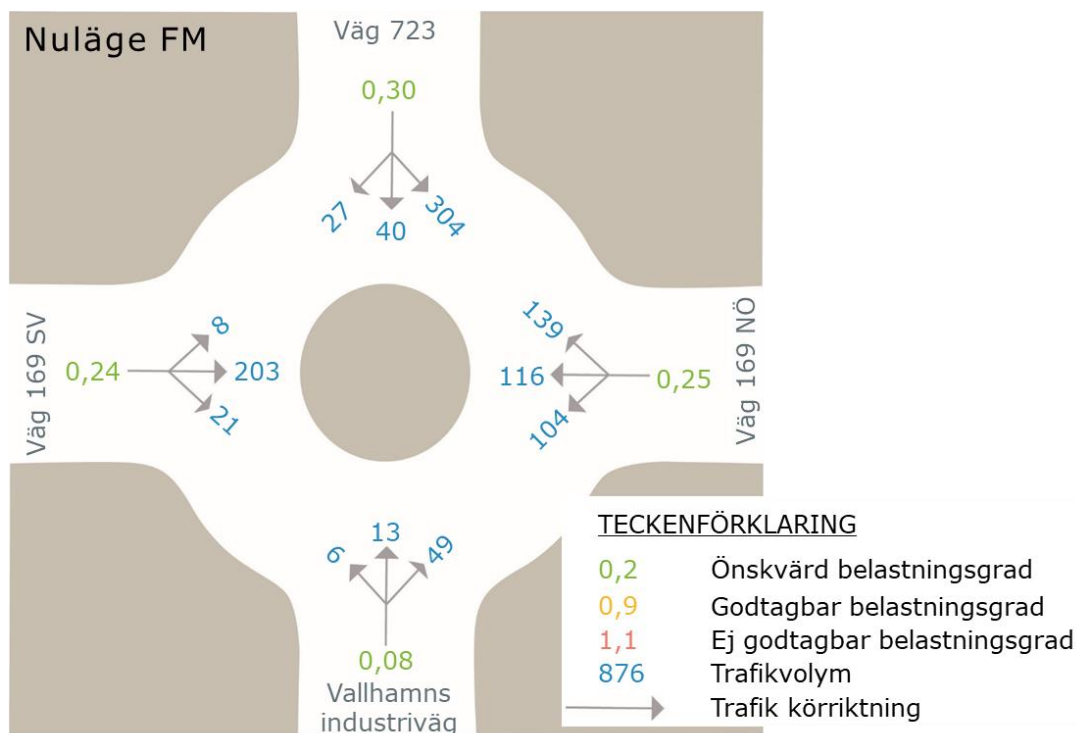 Nuläge FM
Väg 723
0,30
27
40
304
Väg 169 SV
0,24
8
203
21
139
116
104
0,25
Väg 169 NÖ
6
13
49
0,08
Vallhamns
industriväg
TECKENFÖRKLARING
0,2 Önskvärd belastningsgrad
0,9 Godtagbar belastningsgrad
1,1 Ej godtagbar belastningsgrad
876 Trafikvolym
Trafik körriktning